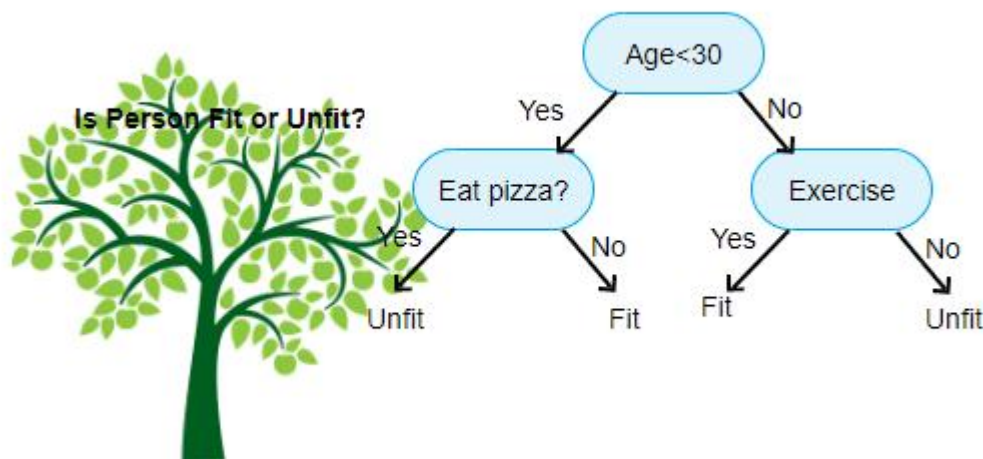 Age<30
Is Person Fit or Unfit?
Yes
No
Eat pizza?
Exercise
Yes
No
Yes
No
Unfit
Fit
Fit
Unfit